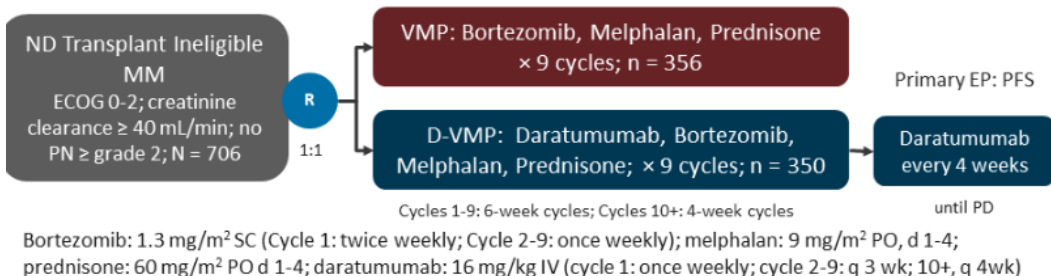 ND Transplant Ineligible
MM
ECOG 0-2; creatinine
clearance ≥ 40 mL/min; no
PN ≥ grade 2; N = 706
R
1:1
VMP: Bortezomib, Melphalan, Prednisone
× 9 cycles; n = 356
D-VMP: Daratumumab, Bortezomib,
Melphalan, Prednisone; × 9 cycles; n = 350
Cycles 1-9: 6-week cycles; Cycles 10+: 4-week cycles
Primary EP: PFS
Daratumumab
every 4 weeks
until PD
Bortezomib: 1.3 mg/m² SC (Cycle 1: twice weekly; Cycle 2-9: once weekly); melphalan: 9 mg/m² PO, d 1-4;
prednisone: 60 mg/m² PO d 1-4; daratumumab: 16 mg/kg IV (cycle 1: once weekly; cycle 2-9: q 3 wk; 10+, q 4wk)